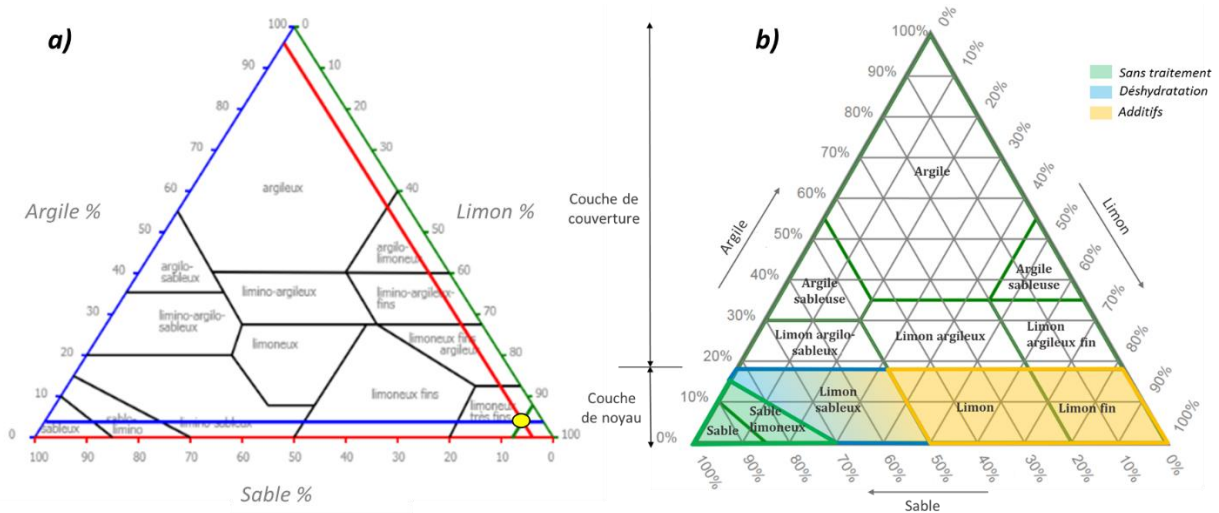 a)
Argile %
Limon %
Sable %
100
90
80
70
60
50
40
30
20
10
0
0
10
20
30
40
50
60
70
80
90
100
100
90
80
70
60
50
40
30
20
10
0
argileux
argilo-
limoneux
argilo-
sableux
limino-argileux
limino-argileux-
fins
limino-argilo-
sableux
limoneux
limoneux fins
argileux
limoneux fins
limoneux
très fins
limino-sableux
sable-
limino
sableux
Couche de
couverture
Couche
de noyau
b)
Sans traitement
Déshydratation
Additifs
Argile
Limon
Sable
100%
90%
80%
70%
60%
50%
40%
30%
20%
10%
0%
0%
10%
20%
30%
40%
50%
60%
70%
80%
90%
100%
100%
90%
80%
70%
60%
50%
40%
30%
20%
10%
0%
Argile
Argile
sableuse
Argile
sableuse
Limon argilo-
sableux
Limon argileux
Limon
argileux fin
Limon
sableux
Limon
Limon fin
Sable
limoneux
Sable